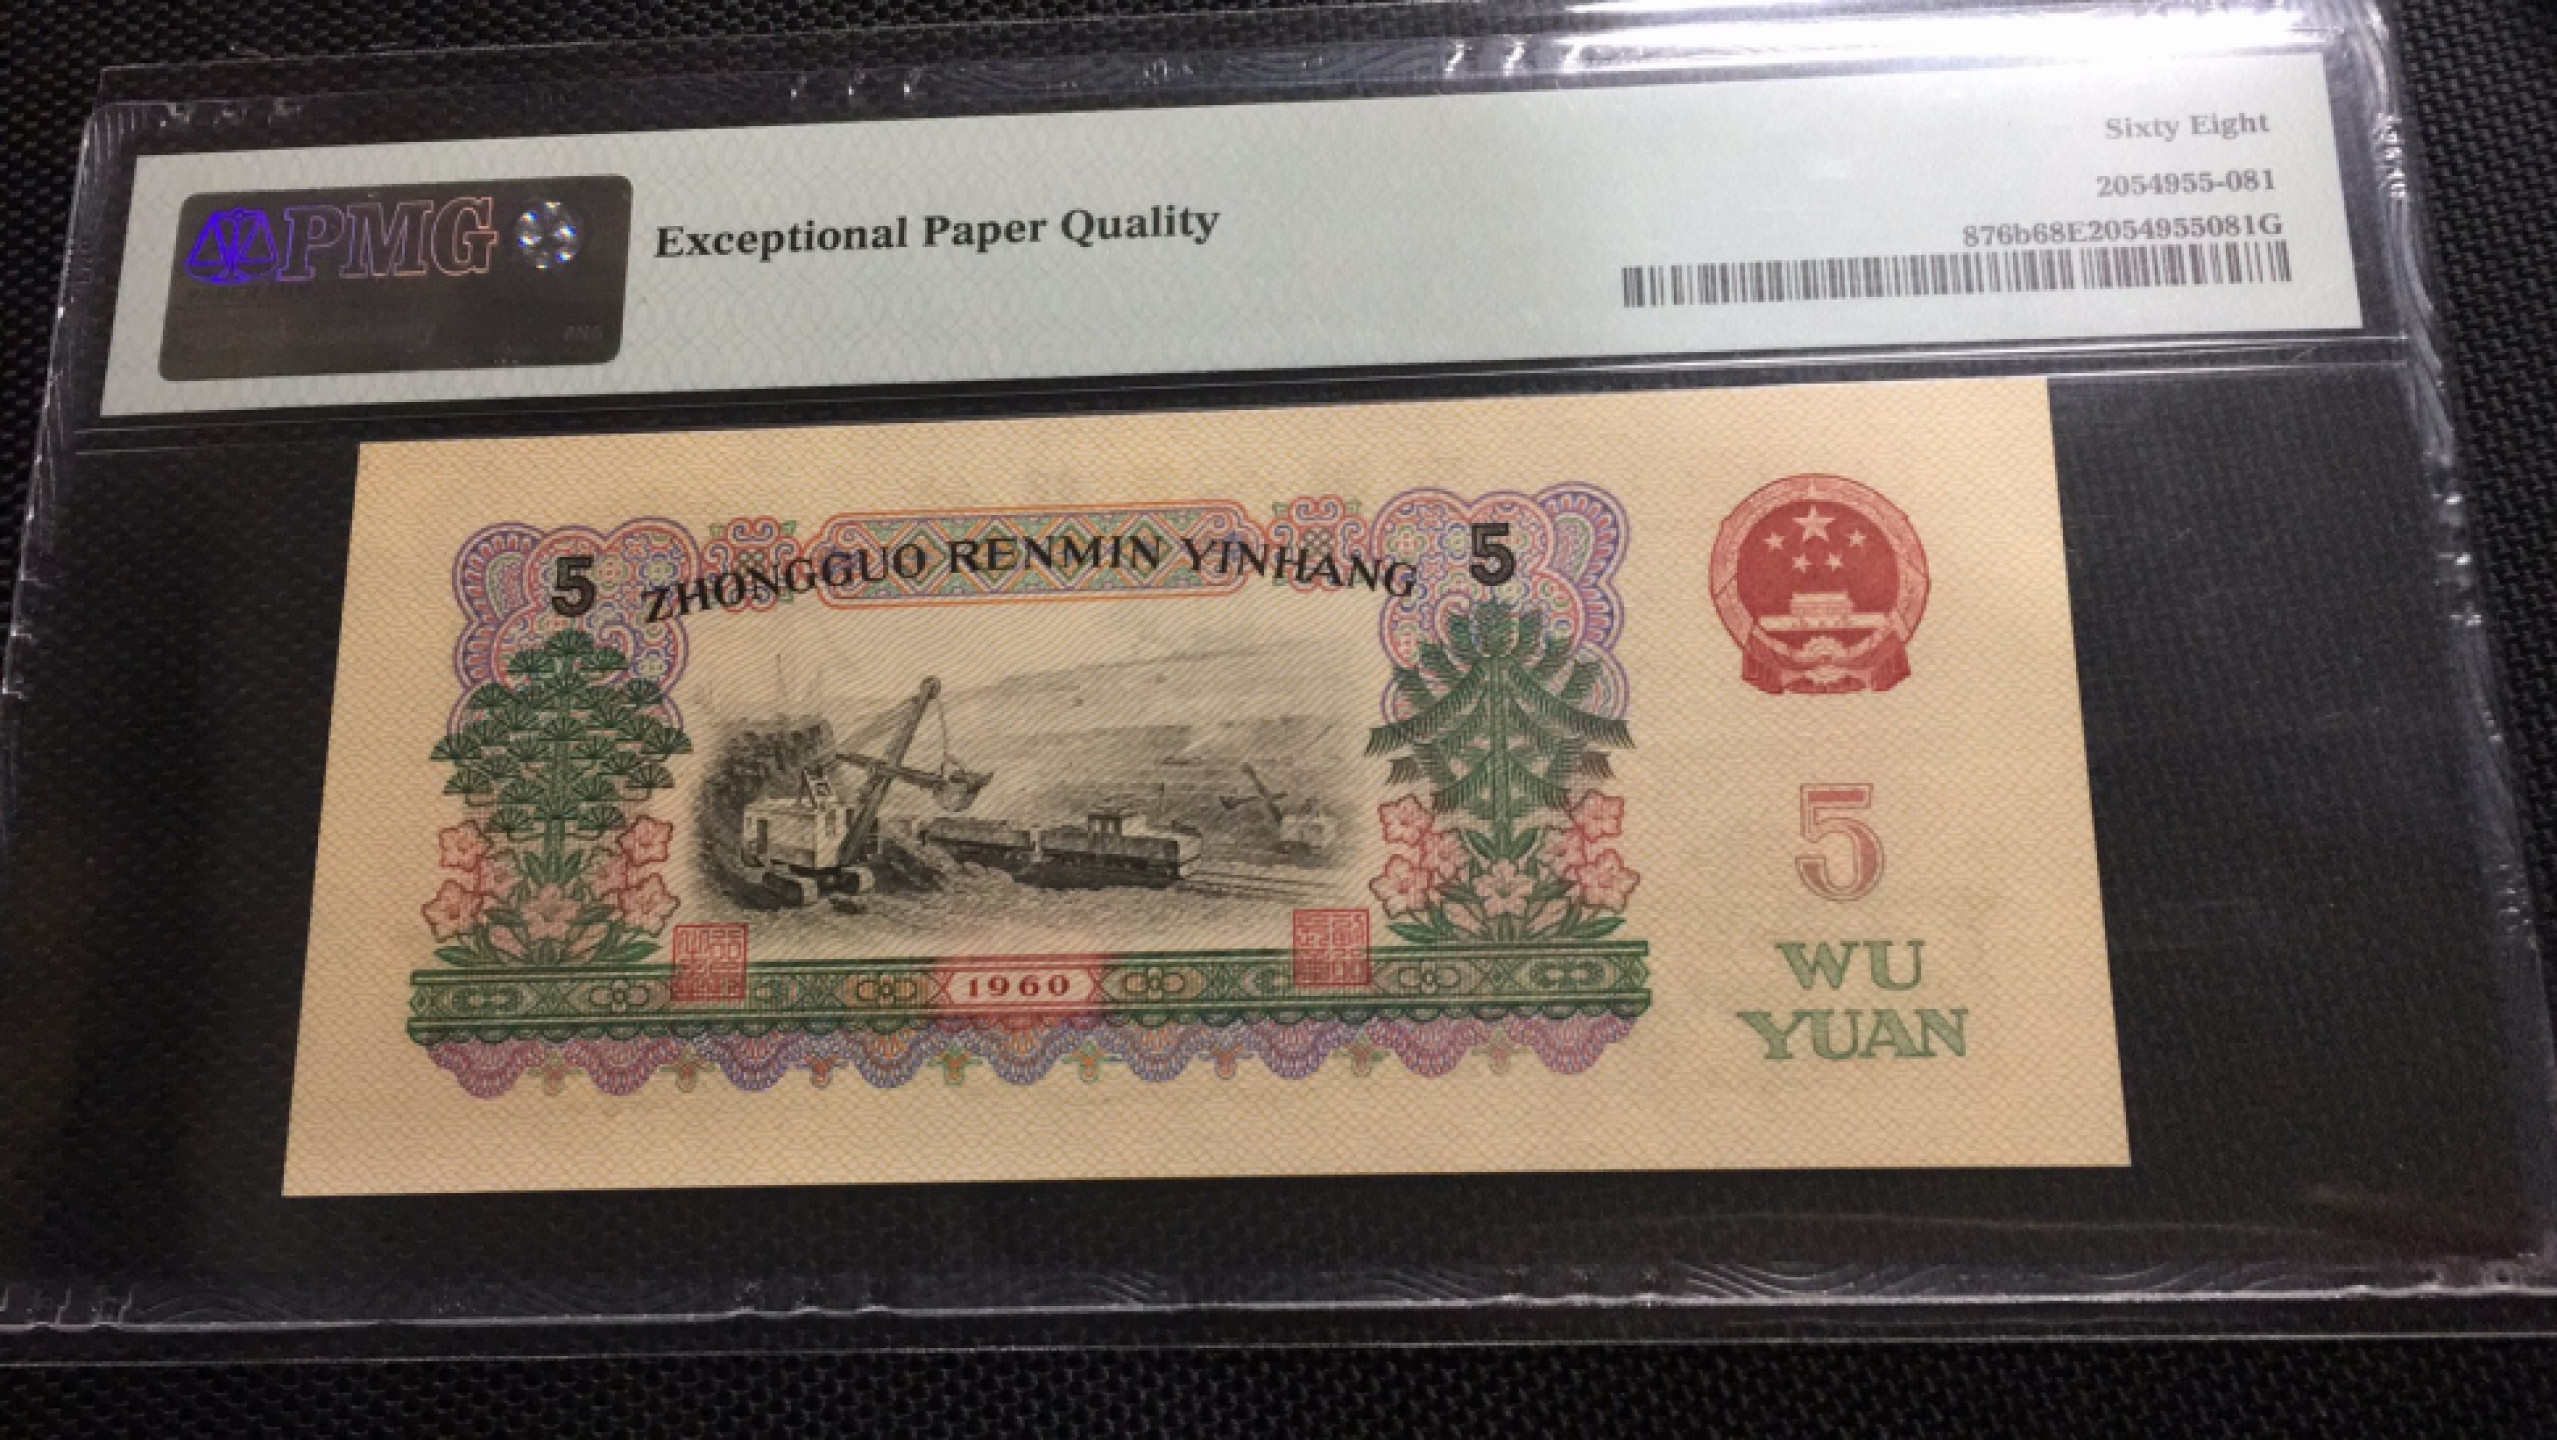 Sixty Eight
2054955-081
876b68E2054955081G
PMG
Exceptional Paper Quality
5 ZHONGGUO RENMIN YINHANG 5
5
WU
YUAN
1960